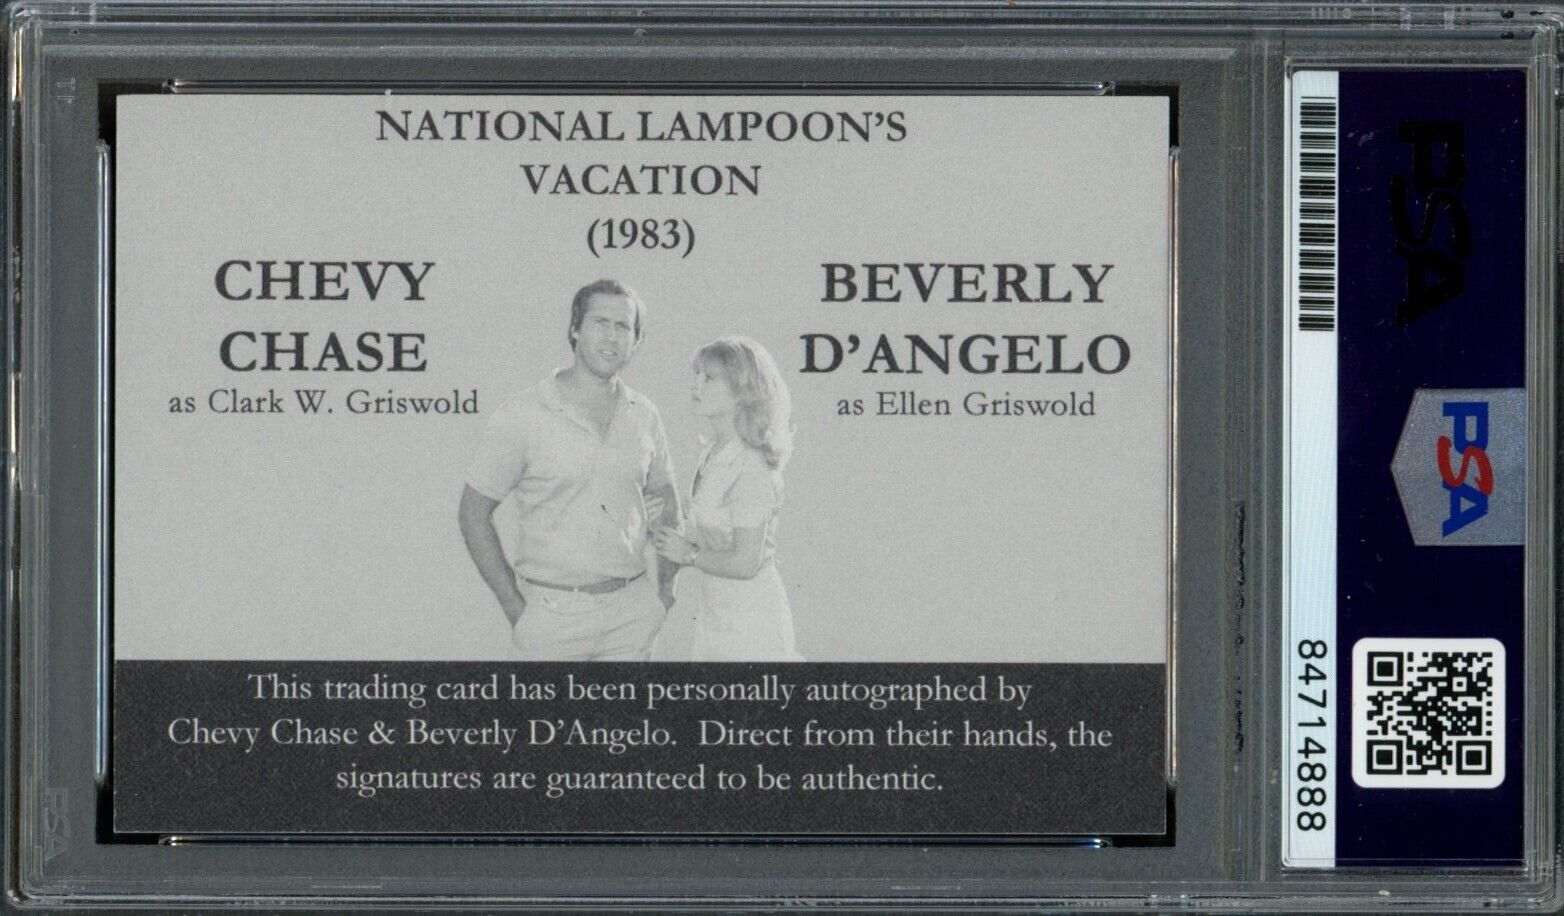 NATIONAL LAMPOON'S
VACATION
(1983)
CHEVY
CHASE
as Clark W. Griswold
BEVERLY
D'ANGELO
as Ellen Griswold
This trading card has been personally autographed by
Chevy Chase & Beverly D'Angelo.  Direct from their hands, the
signatures are guaranteed to be authentic.
PSA
PSA
84714888
PSA